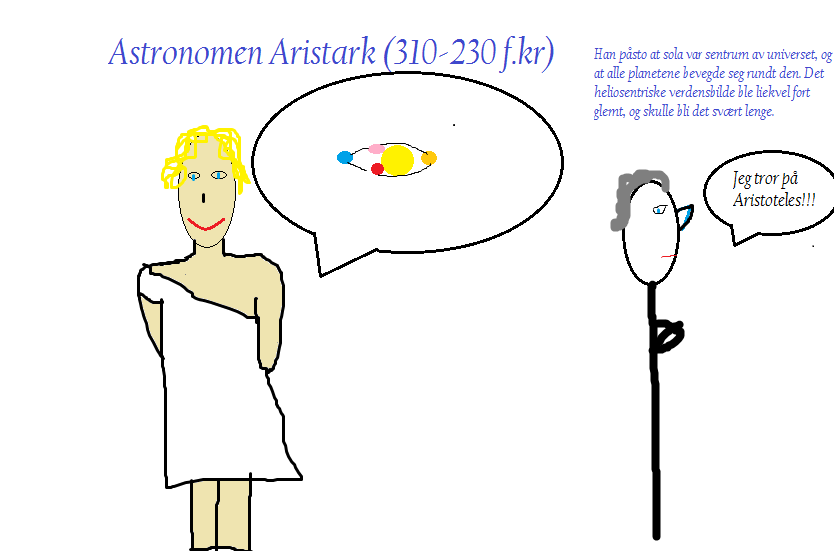 Astronomen Aristark (310-230 f.kr)
Han påsto at sola var sentrum av universet, og
at alle planetene bevegde seg rundt den. Det
heliosentriske verdensbilde ble liekvel fort
glemt, og skulle bli det svært lenge.
Jeg tror på
Aristoteles!!!